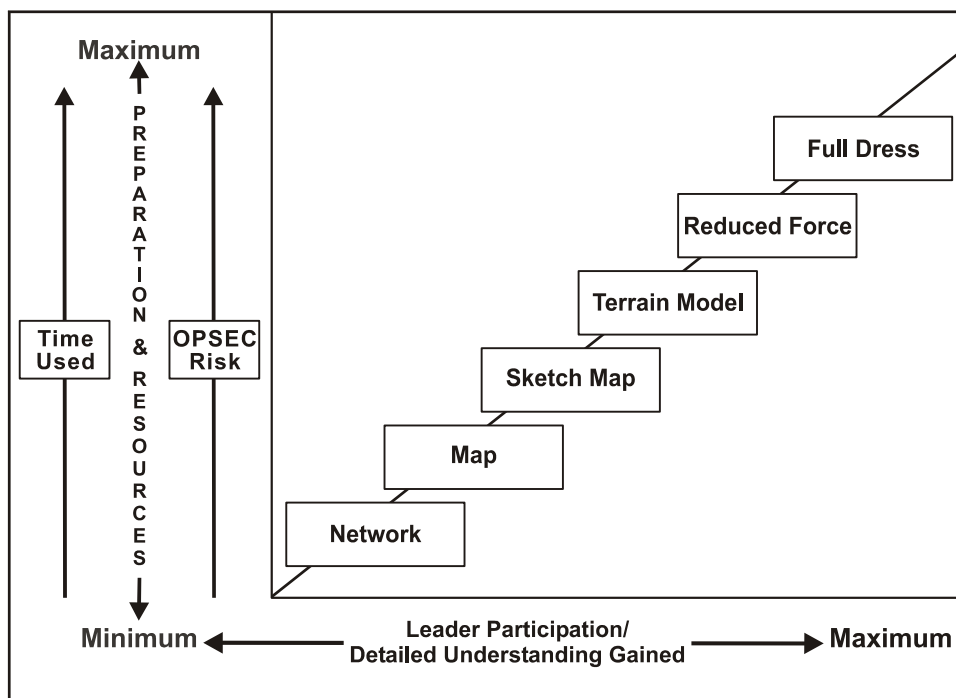 Maximum
PREPARATION & RESOURCES
Time
Used
OPSEC
Risk
Full Dress
Reduced Force
Terrain Model
Sketch Map
Map
Network
Minimum
Leader Participation/
Detailed Understanding Gained
Maximum